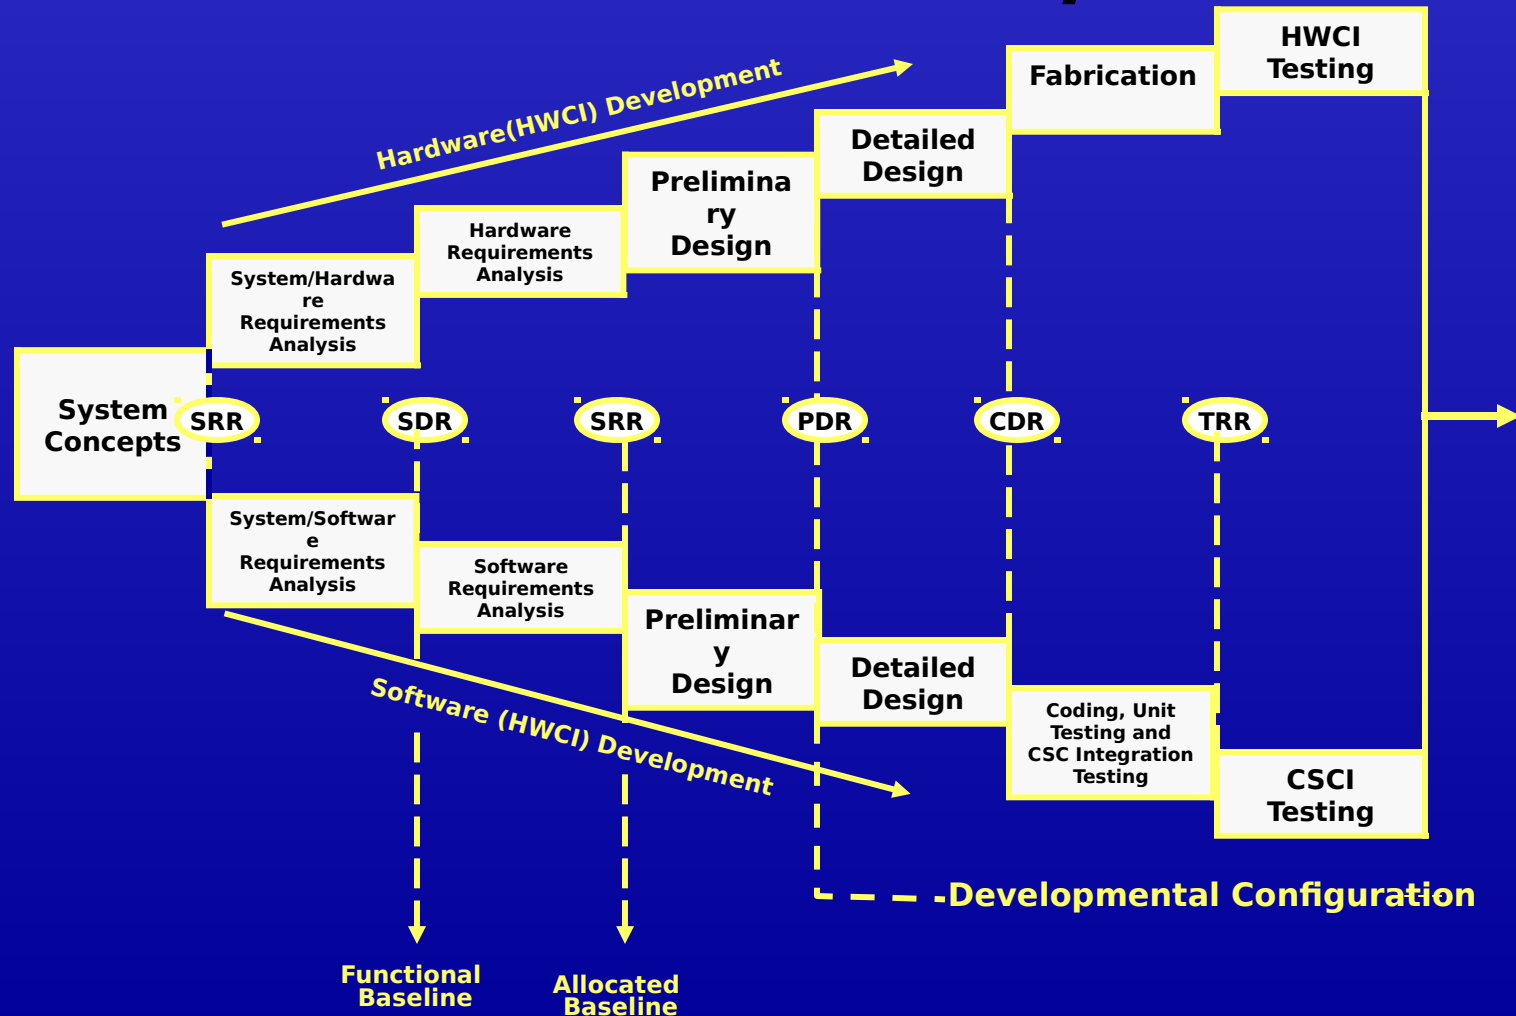 HWCI
Testing
Fabrication
Hardware(HWCI) Development
Detailed
Design
Prelimina
ry
Design
Hardware
Requirements
Analysis
System/Hardwa
re
Requirements
Analysis
System
Concepts
SRR
SDR
SRR
PDR
CDR
TRR
System/Softwar
e
Requirements
Analysis
Software
Requirements
Analysis
Preliminar
y
Design
Detailed
Design
Coding, Unit
Testing and
CSC Integration
Testing
CSCI
Testing
Software (HWCI) Development
Developmental Configuration
Functional
Baseline
Allocated
Baseline